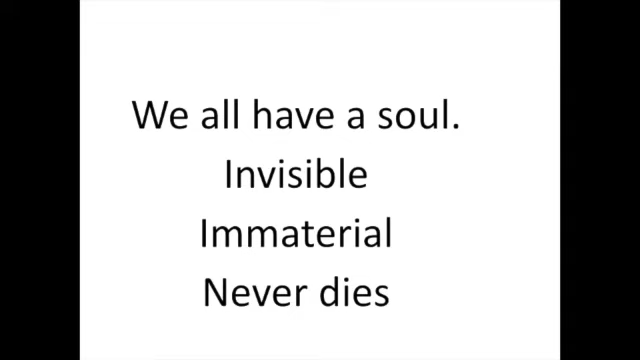 We all have a soul.
Invisible
Immaterial
Never dies